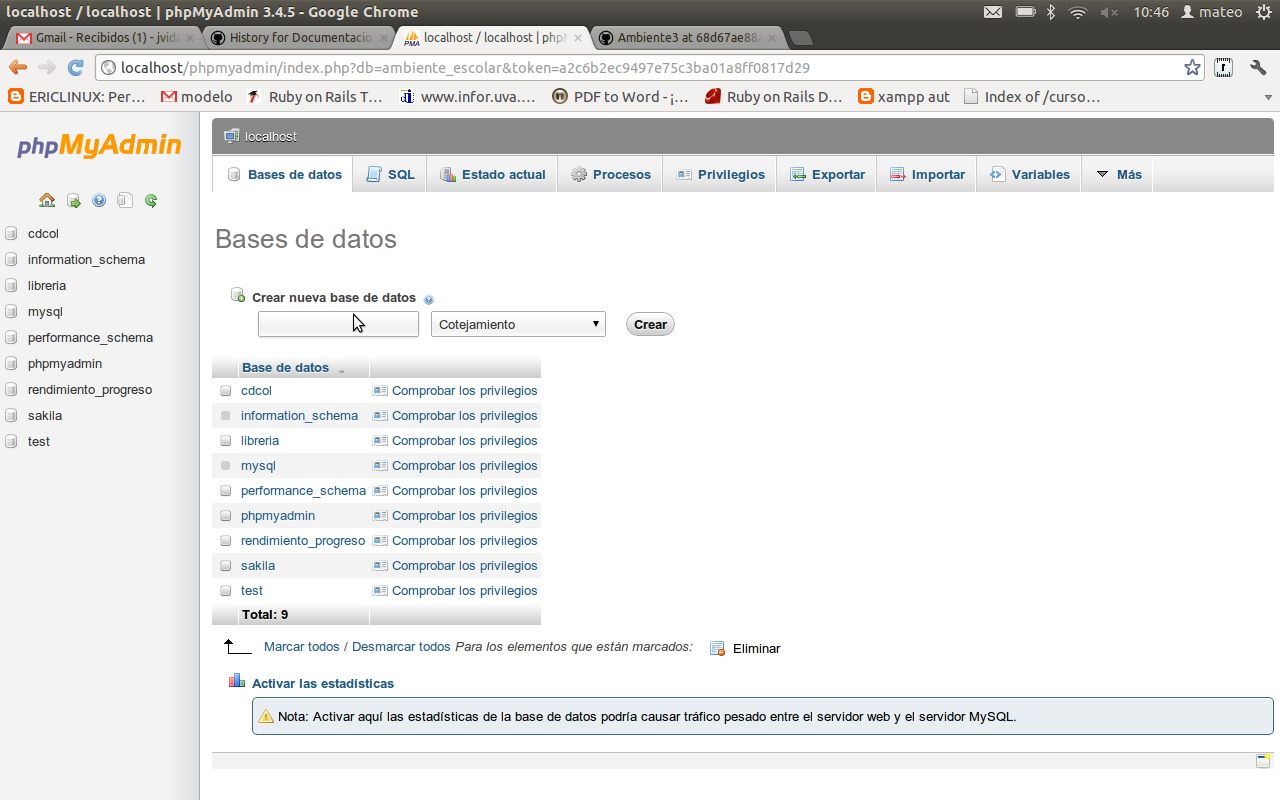 localhost / localhost | phpMyAdmin 3.4.5 - Google Chrome
10:46 mateo
Gmail - Recibidos (1) - jvid
History for Documentacio
localhost / localhost | php
Ambiente3 at 68d67ae88
localhost/phpmyadmin/index.php?db=ambiente_escolar&token=a2c6b2ec9497e75c3ba01a8ff0817d29
ERICLINUX: Per… modelo Ruby on Rails T… www.infor.uva.… PDF to Word - ¡… Ruby on Rails D… xampp aut Index of /curso…
phpMyAdmin
cdcol
information_schema
libreria
mysql
performance_schema
phpmyadmin
rendimiento_progreso
sakila
test
localhost
Bases de datos SQL Estado actual Procesos Privilegios Exportar Importar Variables Más
Bases de datos
Crear nueva base de datos
Cotejamiento Crear
Base de datos
cdcol Comprobar los privilegios
information_schema Comprobar los privilegios
libreria Comprobar los privilegios
mysql Comprobar los privilegios
performance_schema Comprobar los privilegios
phpmyadmin Comprobar los privilegios
rendimiento_progreso Comprobar los privilegios
sakila Comprobar los privilegios
test Comprobar los privilegios
Total: 9
Marcar todos / Desmarcar todos Para los elementos que están marcados: Eliminar
Activar las estadísticas
Nota: Activar aquí las estadísticas de la base de datos podría causar tráfico pesado entre el servidor web y el servidor MySQL.